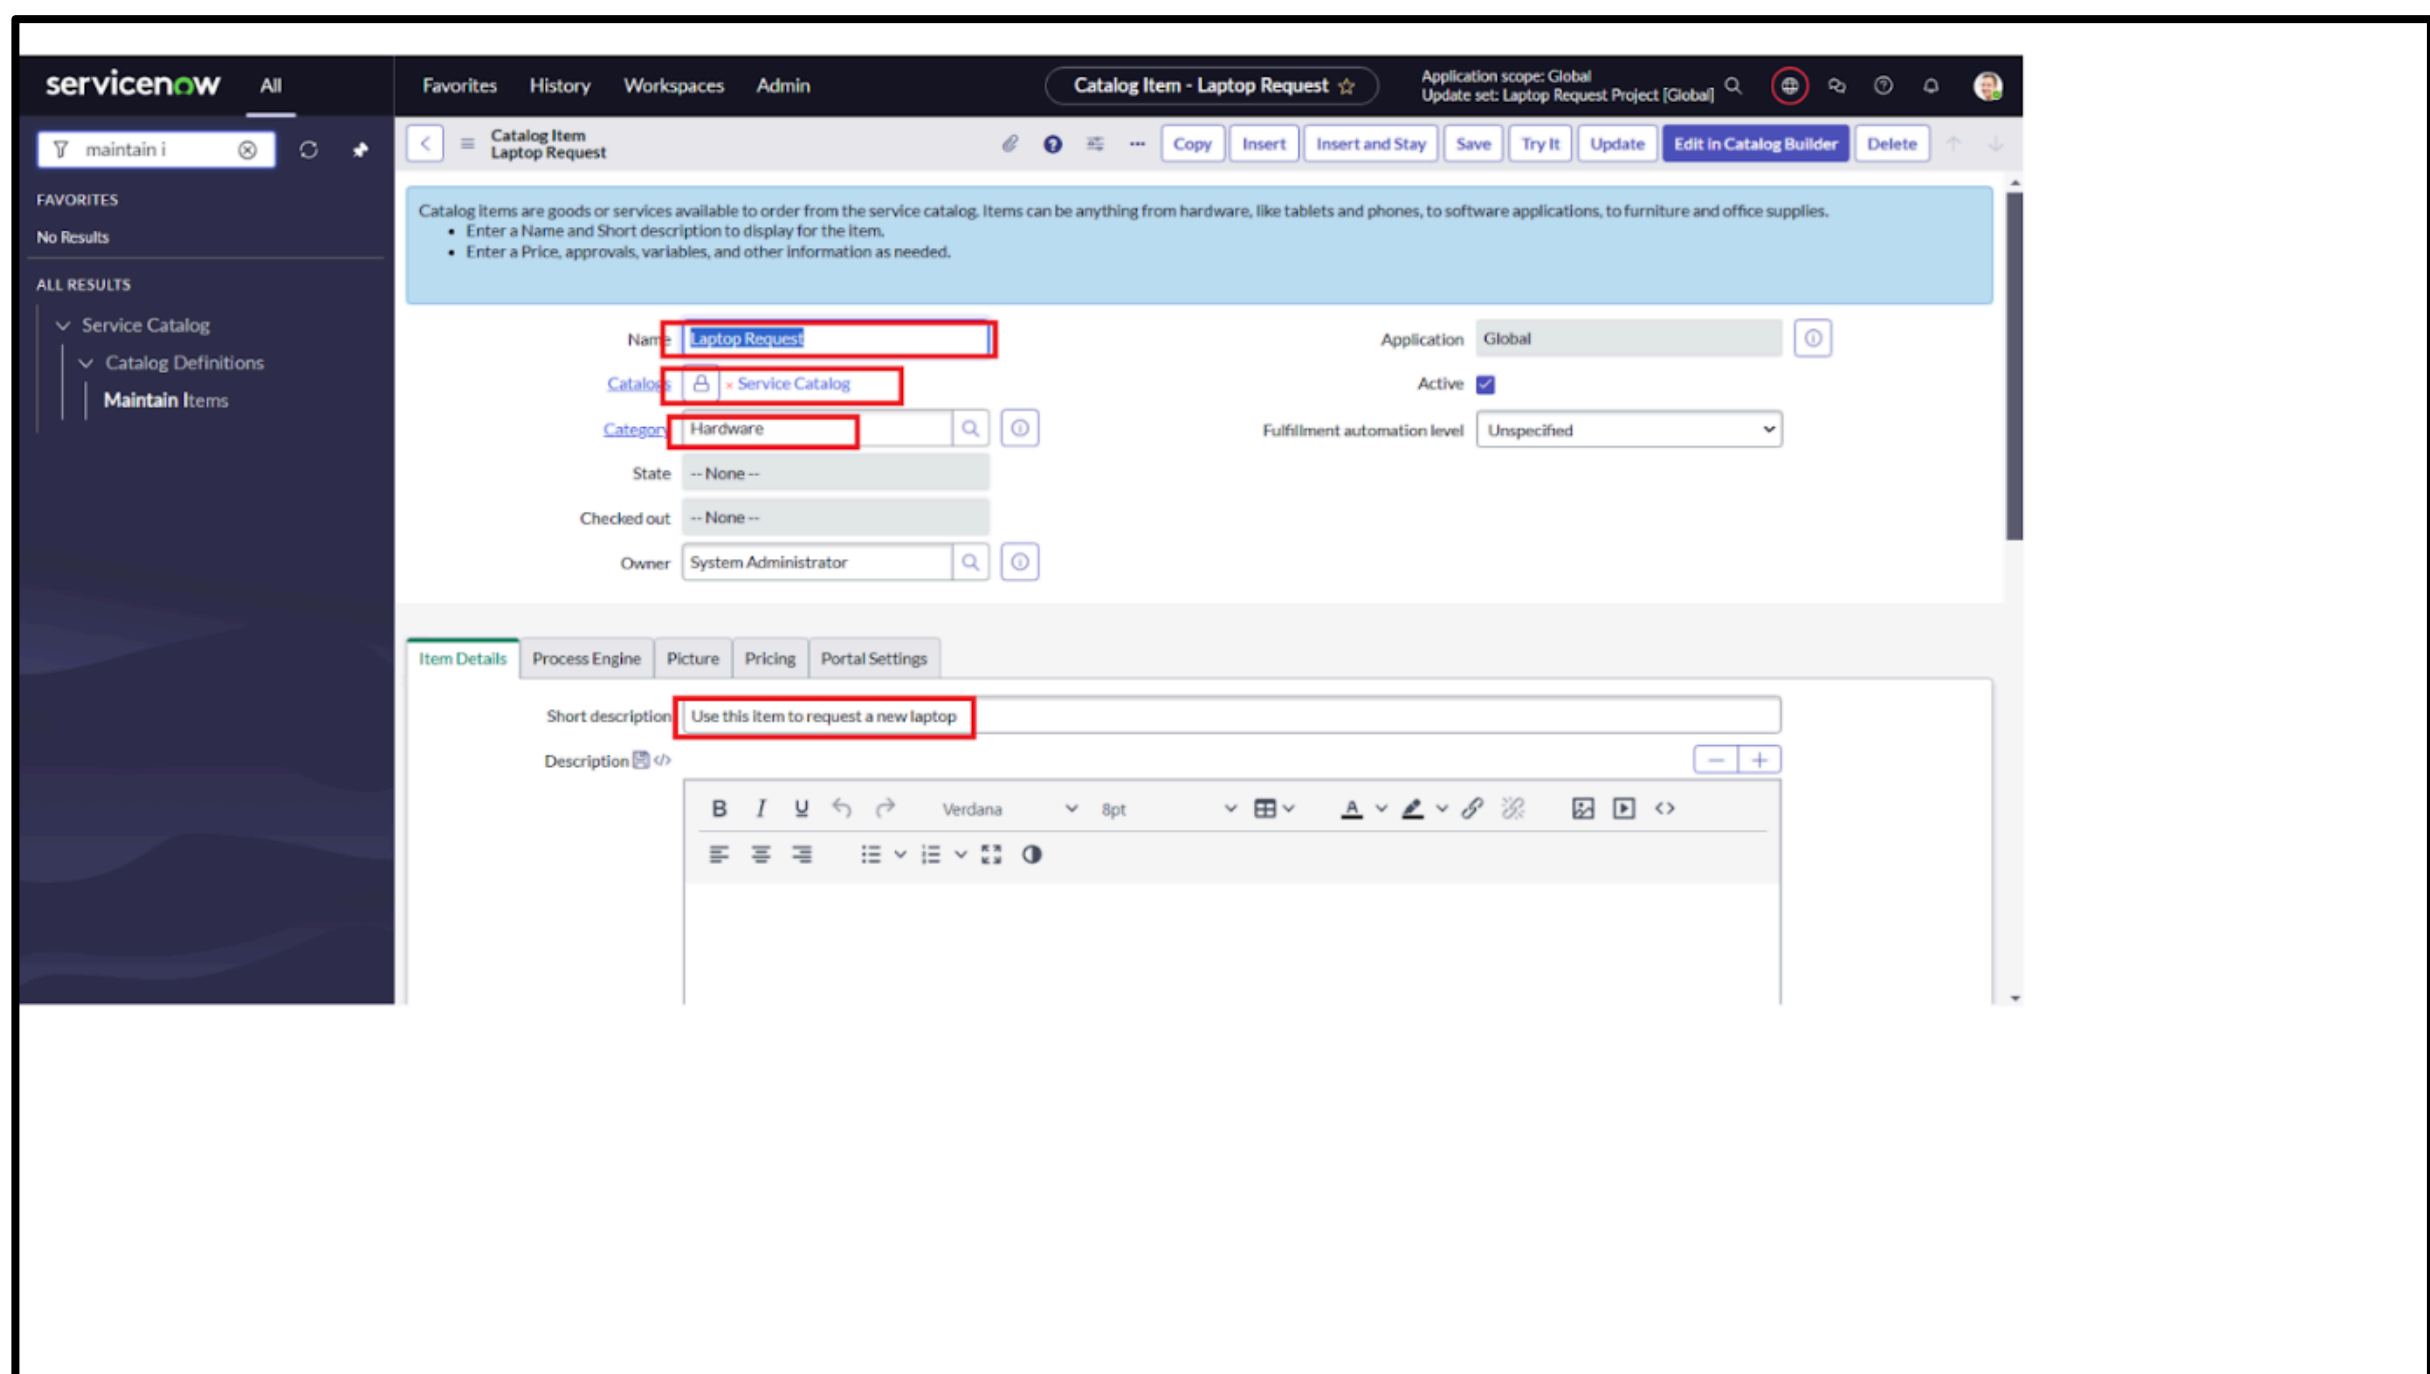 servicenow All Favorites History Workspaces Admin Catalog Item - Laptop Request Application scope: Global
Update set: Laptop Request Project [Global]
maintain i
FAVORITES
No Results
ALL RESULTS
Service Catalog
Catalog Definitions
Maintain Items
Catalog Item
Laptop Request
Copy Insert Insert and Stay Save Try It Update Edit in Catalog Builder Delete
Catalog items are goods or services available to order from the service catalog. Items can be anything from hardware, like tablets and phones, to software applications, to furniture and office supplies.
• Enter a Name and Short description to display for the item.
• Enter a Price, approvals, variables, and other information as needed.
Name Laptop Request Application Global
Catalogs × Service Catalog Active
Category Hardware Fulfillment automation level Unspecified
State -- None --
Checked out -- None --
Owner System Administrator
Item Details Process Engine Picture Pricing Portal Settings
Short description Use this item to request a new laptop
Description
B I U Verdana 8pt A